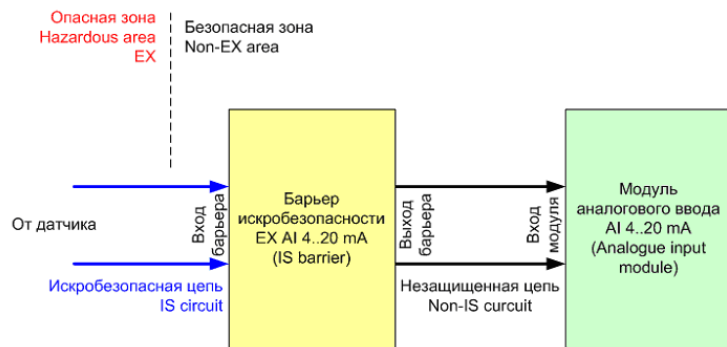 Опасная зона
Hazardous area
EX
Безопасная зона
Non-EX area
От датчика
Вход
барьера
Искробезопасная цепь
IS circuit
Барьер
искробезопасности
EX AI 4..20 mA
(IS barrier)
Выход
барьера
Вход
модуля
Незащищенная цепь
Non-IS curcuit
Модуль
аналогового ввода
AI 4..20 mA
(Analogue input
module)